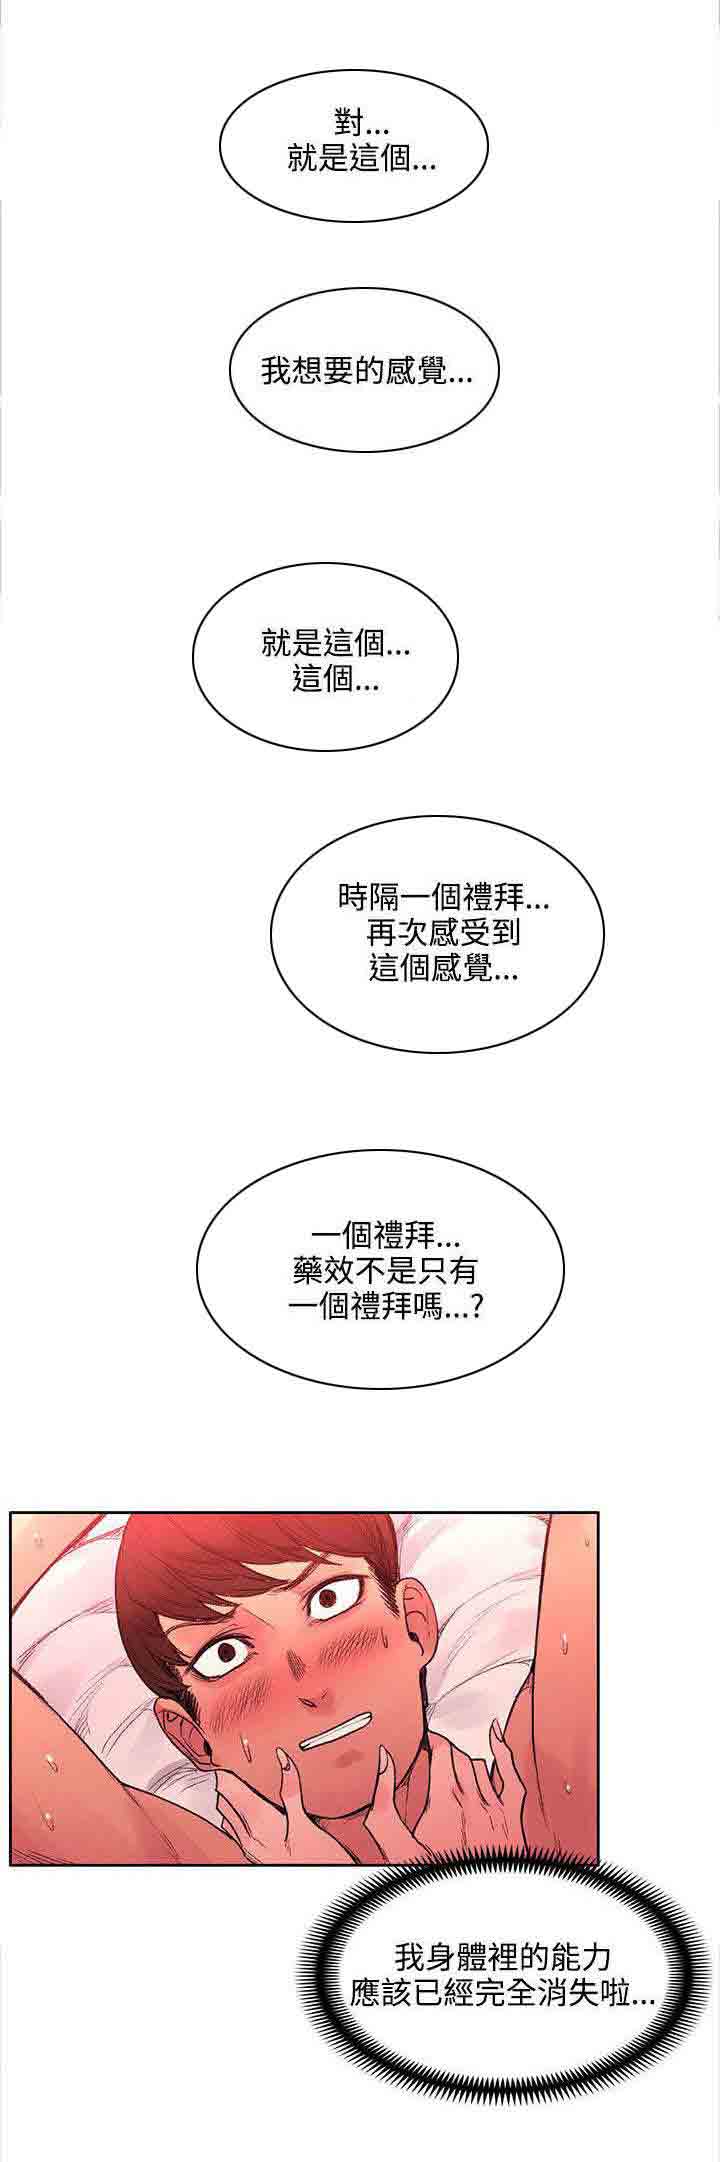 對...
就是這個...
我想要的感覺...
就是這個...
這個...
時隔一個禮拜...
再次感受到
這個感覺...
一個禮拜...
藥效不是只有
一個禮拜嗎...?
我身體裡的能力
應該已經完全消失啦...